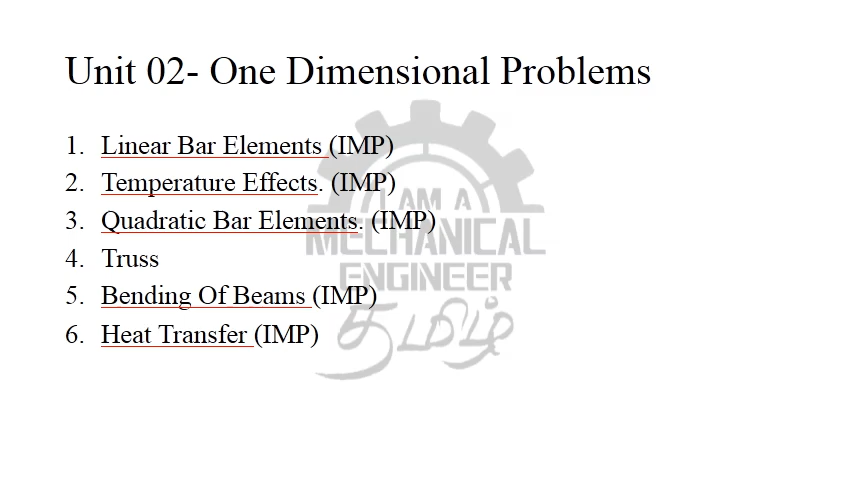 Unit 02- One Dimensional Problems
1. Linear Bar Elements (IMP)
2. Temperature Effects. (IMP)
3. Quadratic Bar Elements. (IMP)
4. Truss
5. Bending Of Beams (IMP)
6. Heat Transfer (IMP)
I AM A
MECHANICAL
ENGINEER
தமிழ்